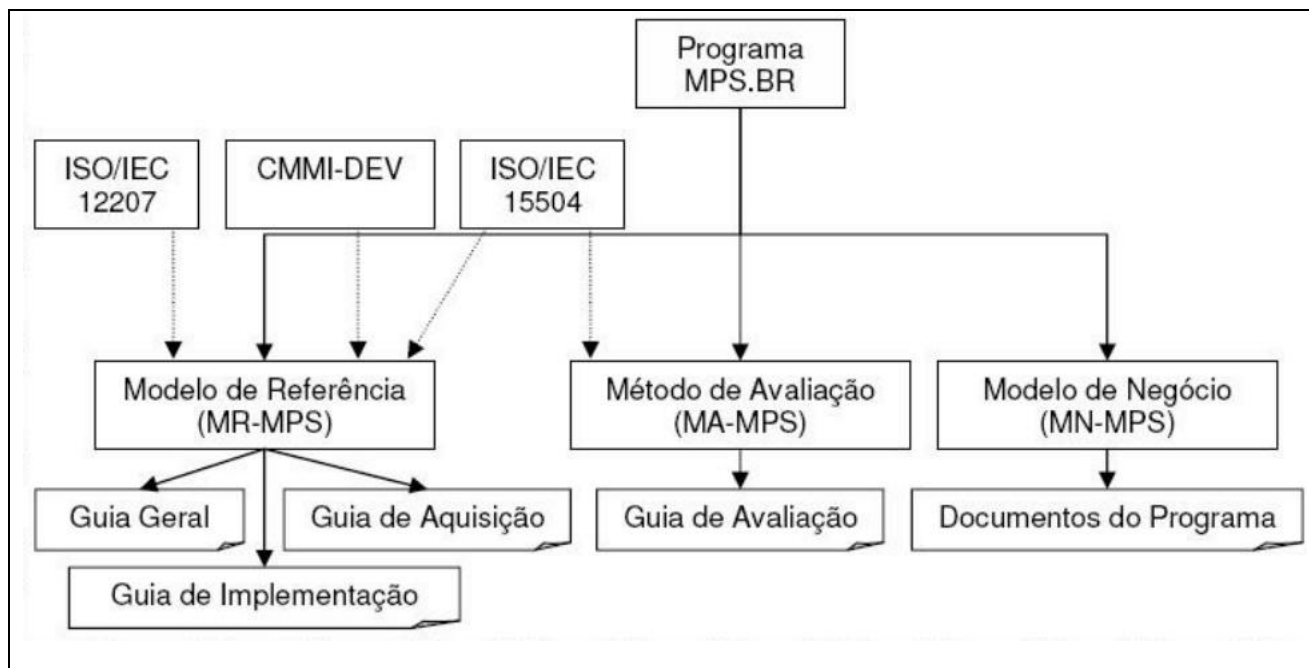 Programa
MPS.BR
ISO/IEC
12207
CMMI-DEV
ISO/IEC
15504
Modelo de Referência
(MR-MPS)
Método de Avaliação
(MA-MPS)
Modelo de Negócio
(MN-MPS)
Guia Geral
Guia de Aquisição
Guia de Avaliação
Documentos do Programa
Guia de Implementação